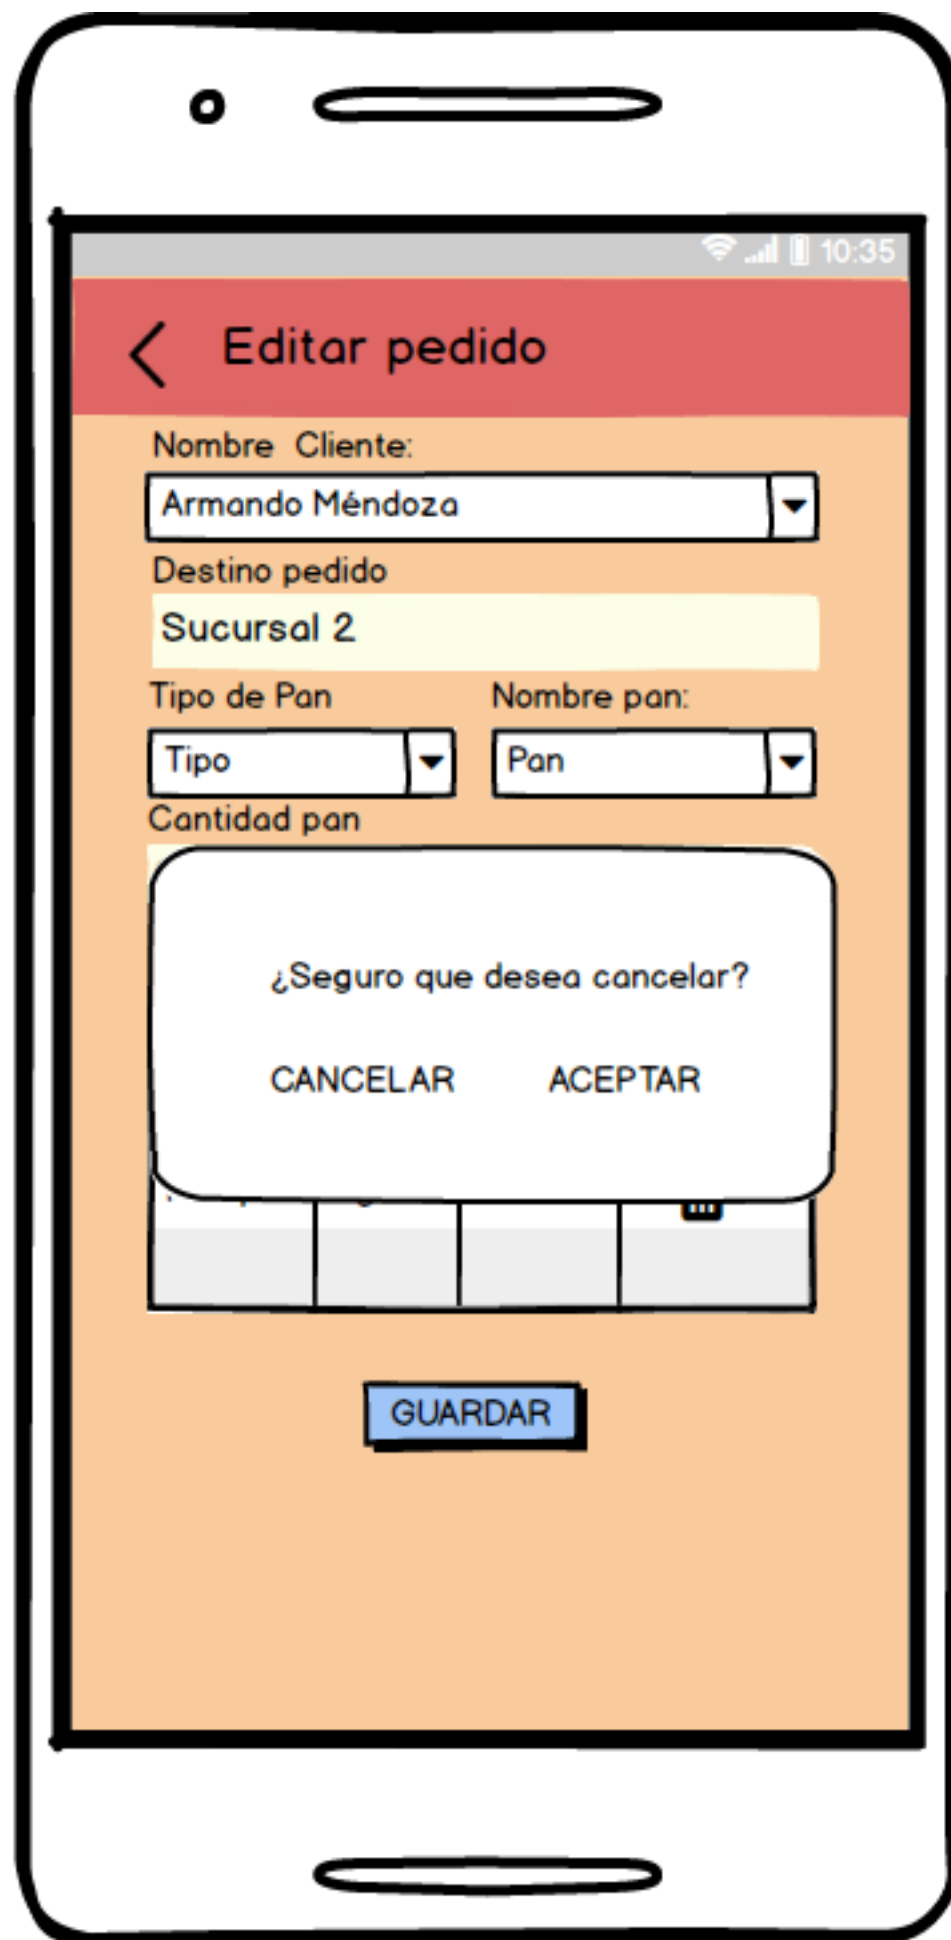 10:35
Editar pedido
Nombre Cliente:
Armando Méndoza
Destino pedido
Sucursal 2
Tipo de Pan Nombre pan:
Tipo Pan
Cantidad pan
¿Seguro que desea cancelar?
CANCELAR ACEPTAR
GUARDAR